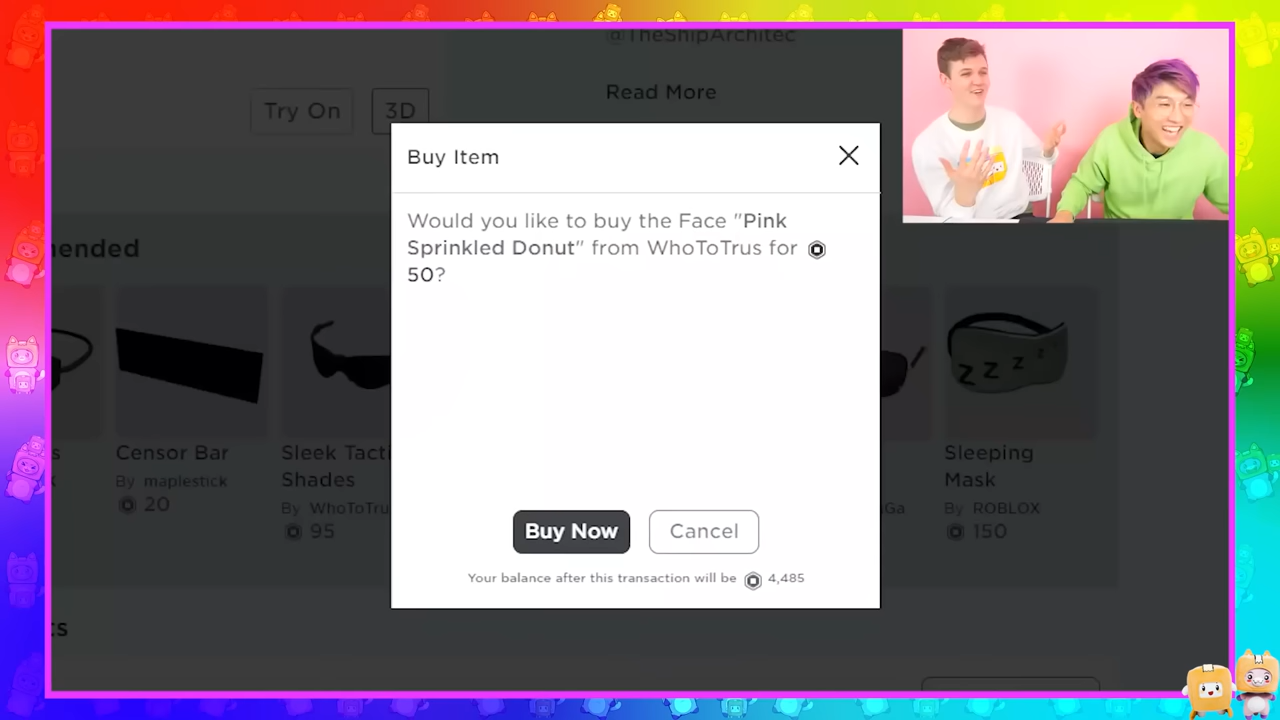 @TheShipArchitec
Read More
Try On
3D
Buy Item
Would you like to buy the Face "Pink
Sprinkled Donut" from WhoToTrus for
50?
Buy Now
Cancel
Your balance after this transaction will be 4,485
ended
Censor Bar
By maplestick
20
Sleek Tacti
Shades
By WhoToTru
95
Z Z Z Z
Sleeping
Mask
By ROBLOX
150